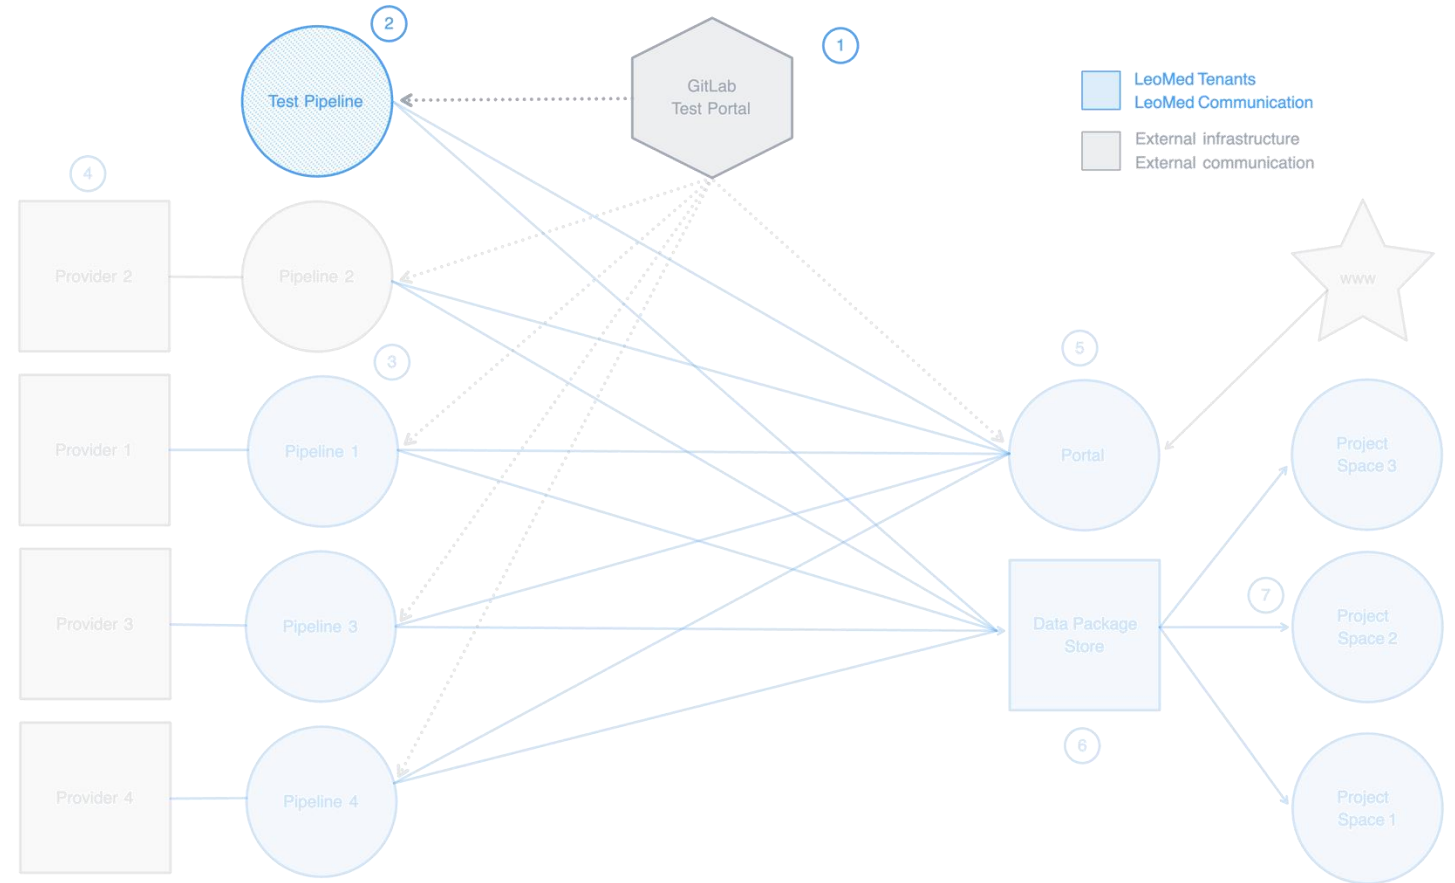 2
1
GitLab
Test Portal
Test Pipeline
LeoMed Tenants
LeoMed Communication
External infrastructure
External communication
4
Provider 2
Pipeline 2
www
3
5
Provider 1
Pipeline 1
Portal
Project
Space 3
7
Provider 3
Pipeline 3
Data Package
Store
Project
Space 2
6
Provider 4
Pipeline 4
Project
Space 1